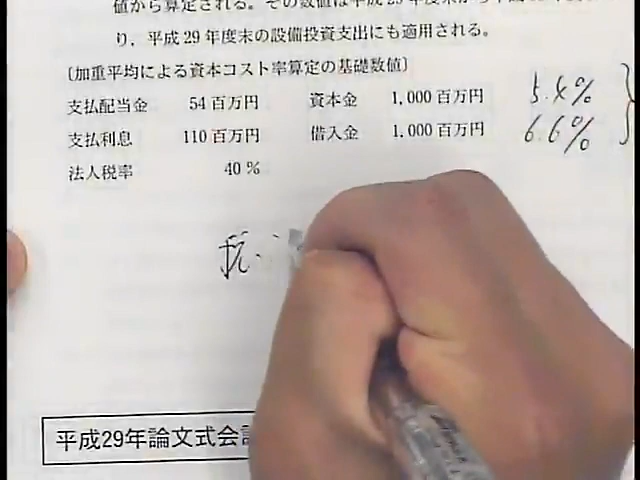 値から算定される。その数値は平成29年度末から
り、平成29年度末の設備投資支出にも適用される。
〔加重平均による資本コスト率算定の基礎数値〕
支払配当金 54百万円 資本金 1,000百万円 5.4%
支払利息 110百万円 借入金 1,000百万円 6.6%
法人税率 40%
平成29年論文式会